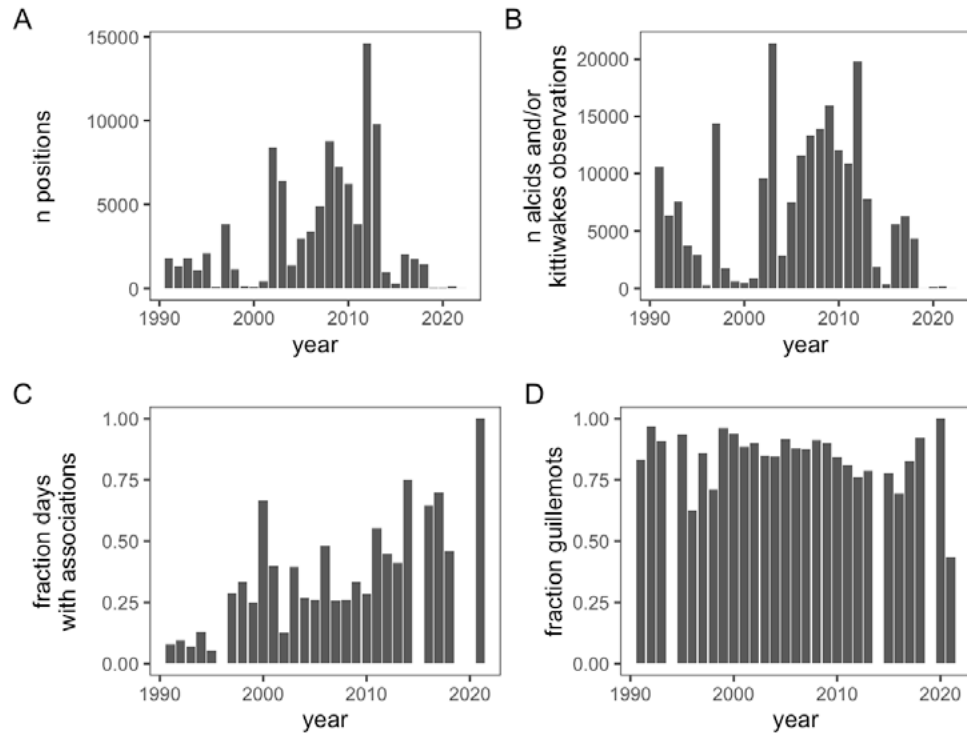 A
n positions
15000
10000
5000
0
1990 2000 2010 2020
year
B
n alcids and/or
kittiwakes observations
20000
15000
10000
5000
0
1990 2000 2010 2020
year
C
fraction days
with associations
1.00
0.75
0.50
0.25
0.00
1990 2000 2010 2020
year
D
fraction guillemots
1.00
0.75
0.50
0.25
0.00
1990 2000 2010 2020
year